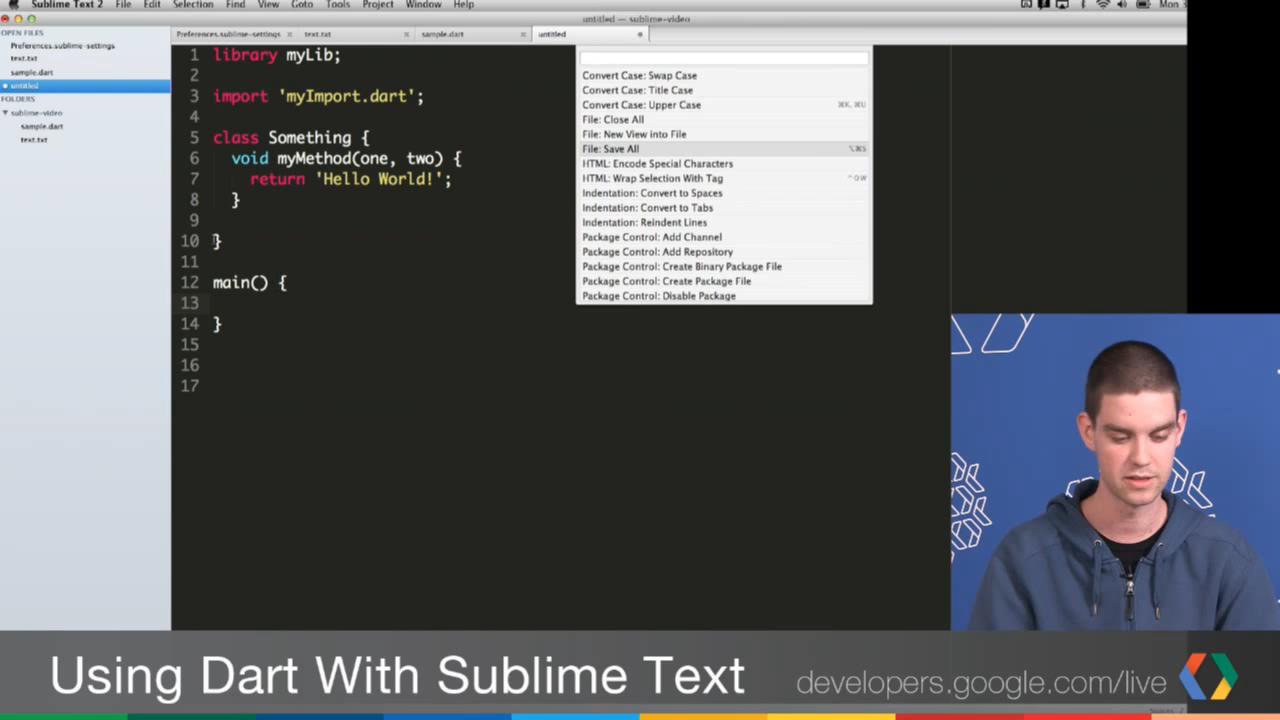 Sublime Text 2 File Edit Selection Find View Goto Tools Project Window Help Mon
untitled — sublime-video
OPEN FILES
Preferences.sublime-settings
text.txt
sample.dart
untitled
FOLDERS
sublime-video
sample.dart
text.txt
Preferences.sublime-settings × text.txt × sample.dart × untitled
1 library myLib;
2
3 import 'myImport.dart';
4
5 class Something {
6 void myMethod(one, two) {
7 return 'Hello World!';
8 }
9
10 }
11
12 main() {
13
14 }
15
16
17
Convert Case: Swap Case
Convert Case: Title Case
Convert Case: Upper Case ⌘K, ⌘U
File: Close All
File: New View into File
File: Save All ⌥⌘S
HTML: Encode Special Characters
HTML: Wrap Selection With Tag ⌃⇧W
Indentation: Convert to Spaces
Indentation: Convert to Tabs
Indentation: Reindent Lines
Package Control: Add Channel
Package Control: Add Repository
Package Control: Create Binary Package File
Package Control: Create Package File
Package Control: Disable Package
Using Dart With Sublime Text
developers.google.com/live